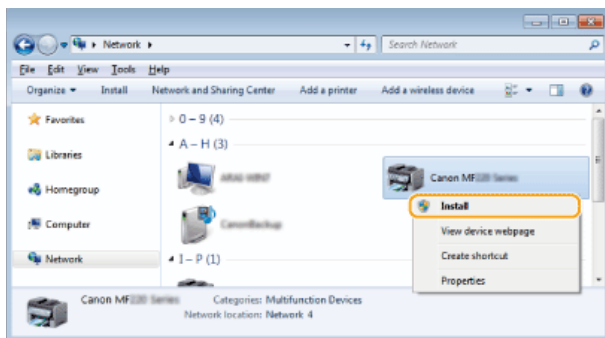 Network
Search Network
File Edit View Tools Help
Organize Install Network and Sharing Center Add a printer Add a wireless device
Favorites
Libraries
Homegroup
Computer
Network
0 – 9 (4)
A – H (3)
Canon MF
Install
View device webpage
Create shortcut
Properties
I – P (1)
Canon MF Categories: Multifunction Devices
Network location: Network 4